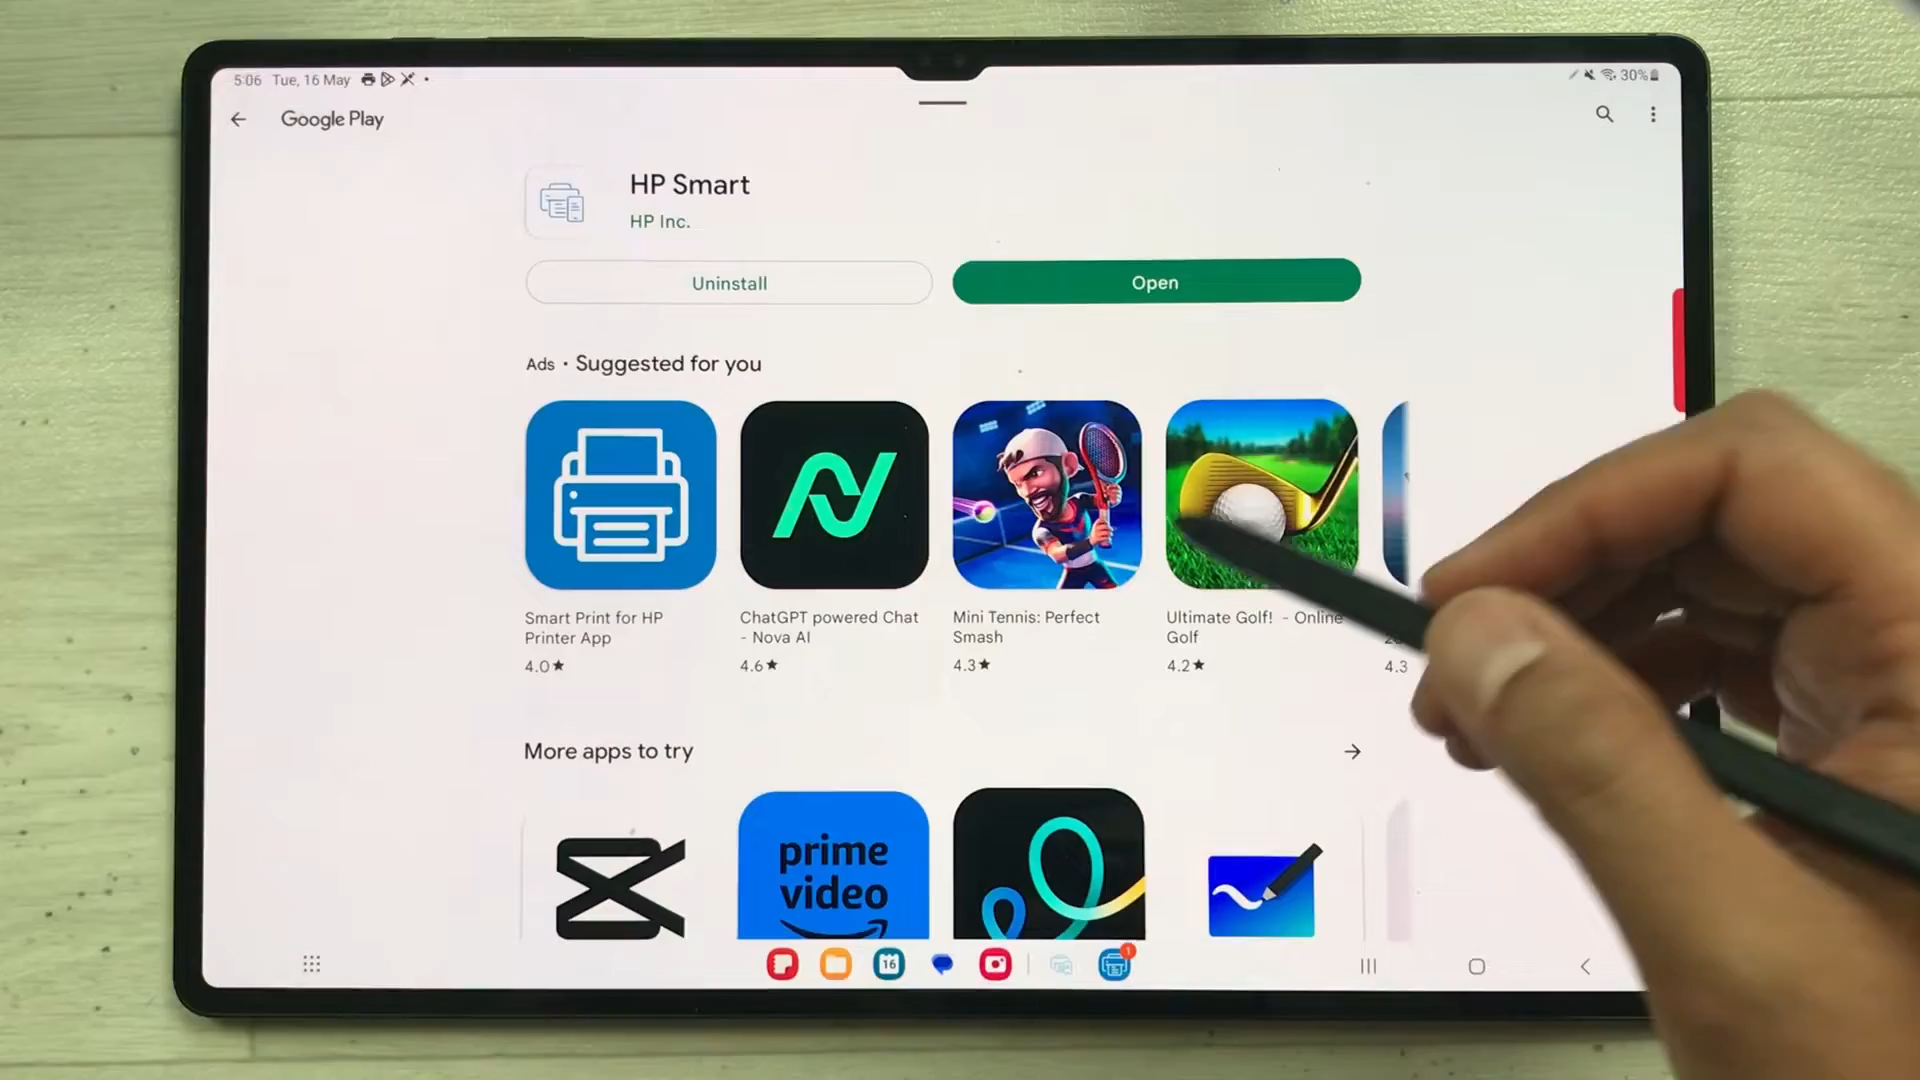 5:06 Tue, 16 May
30%
Google Play
HP Smart
HP Inc.
Uninstall
Open
Ads • Suggested for you
Smart Print for HP
Printer App
4.0★
ChatGPT powered Chat
- Nova AI
4.6★
Mini Tennis: Perfect
Smash
4.3★
Ultimate Golf! - Online
Golf
4.2★
4.3
More apps to try
prime
video
16
1